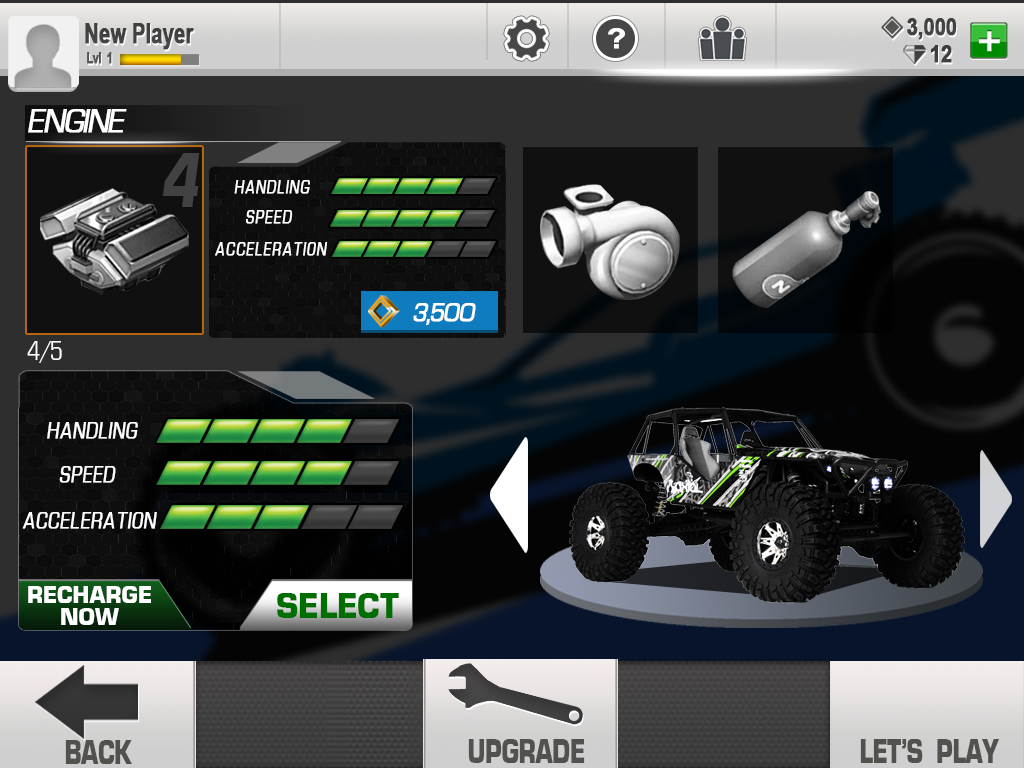 New Player
Lvl 1
?
3,000
12
ENGINE
4
HANDLING
SPEED
ACCELERATION
3,500
N
4/5
6
HANDLING
SPEED
ACCELERATION
RECHARGE
NOW
SELECT
BACK
UPGRADE
LET'S PLAY